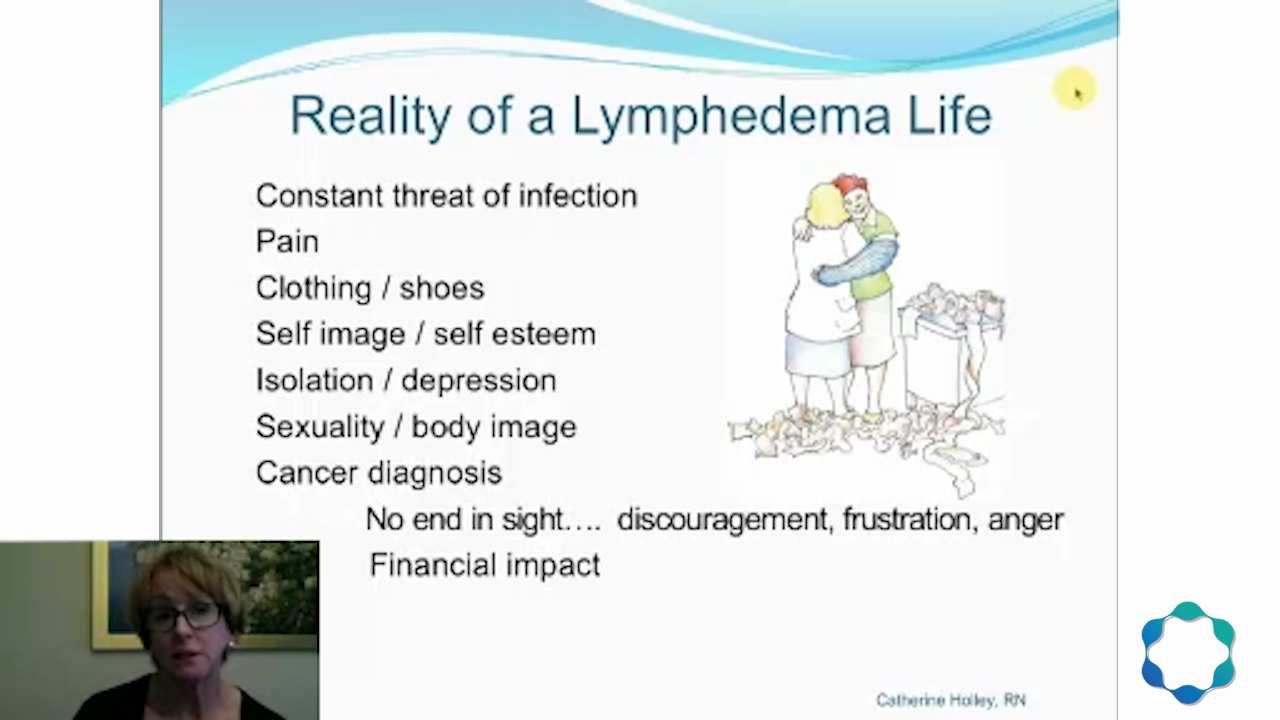 Reality of a Lymphedema Life
Constant threat of infection
Pain
Clothing / shoes
Self image / self esteem
Isolation / depression
Sexuality / body image
Cancer diagnosis
No end in sight…. discouragement, frustration, anger
Financial impact
Catherine Holley, RN